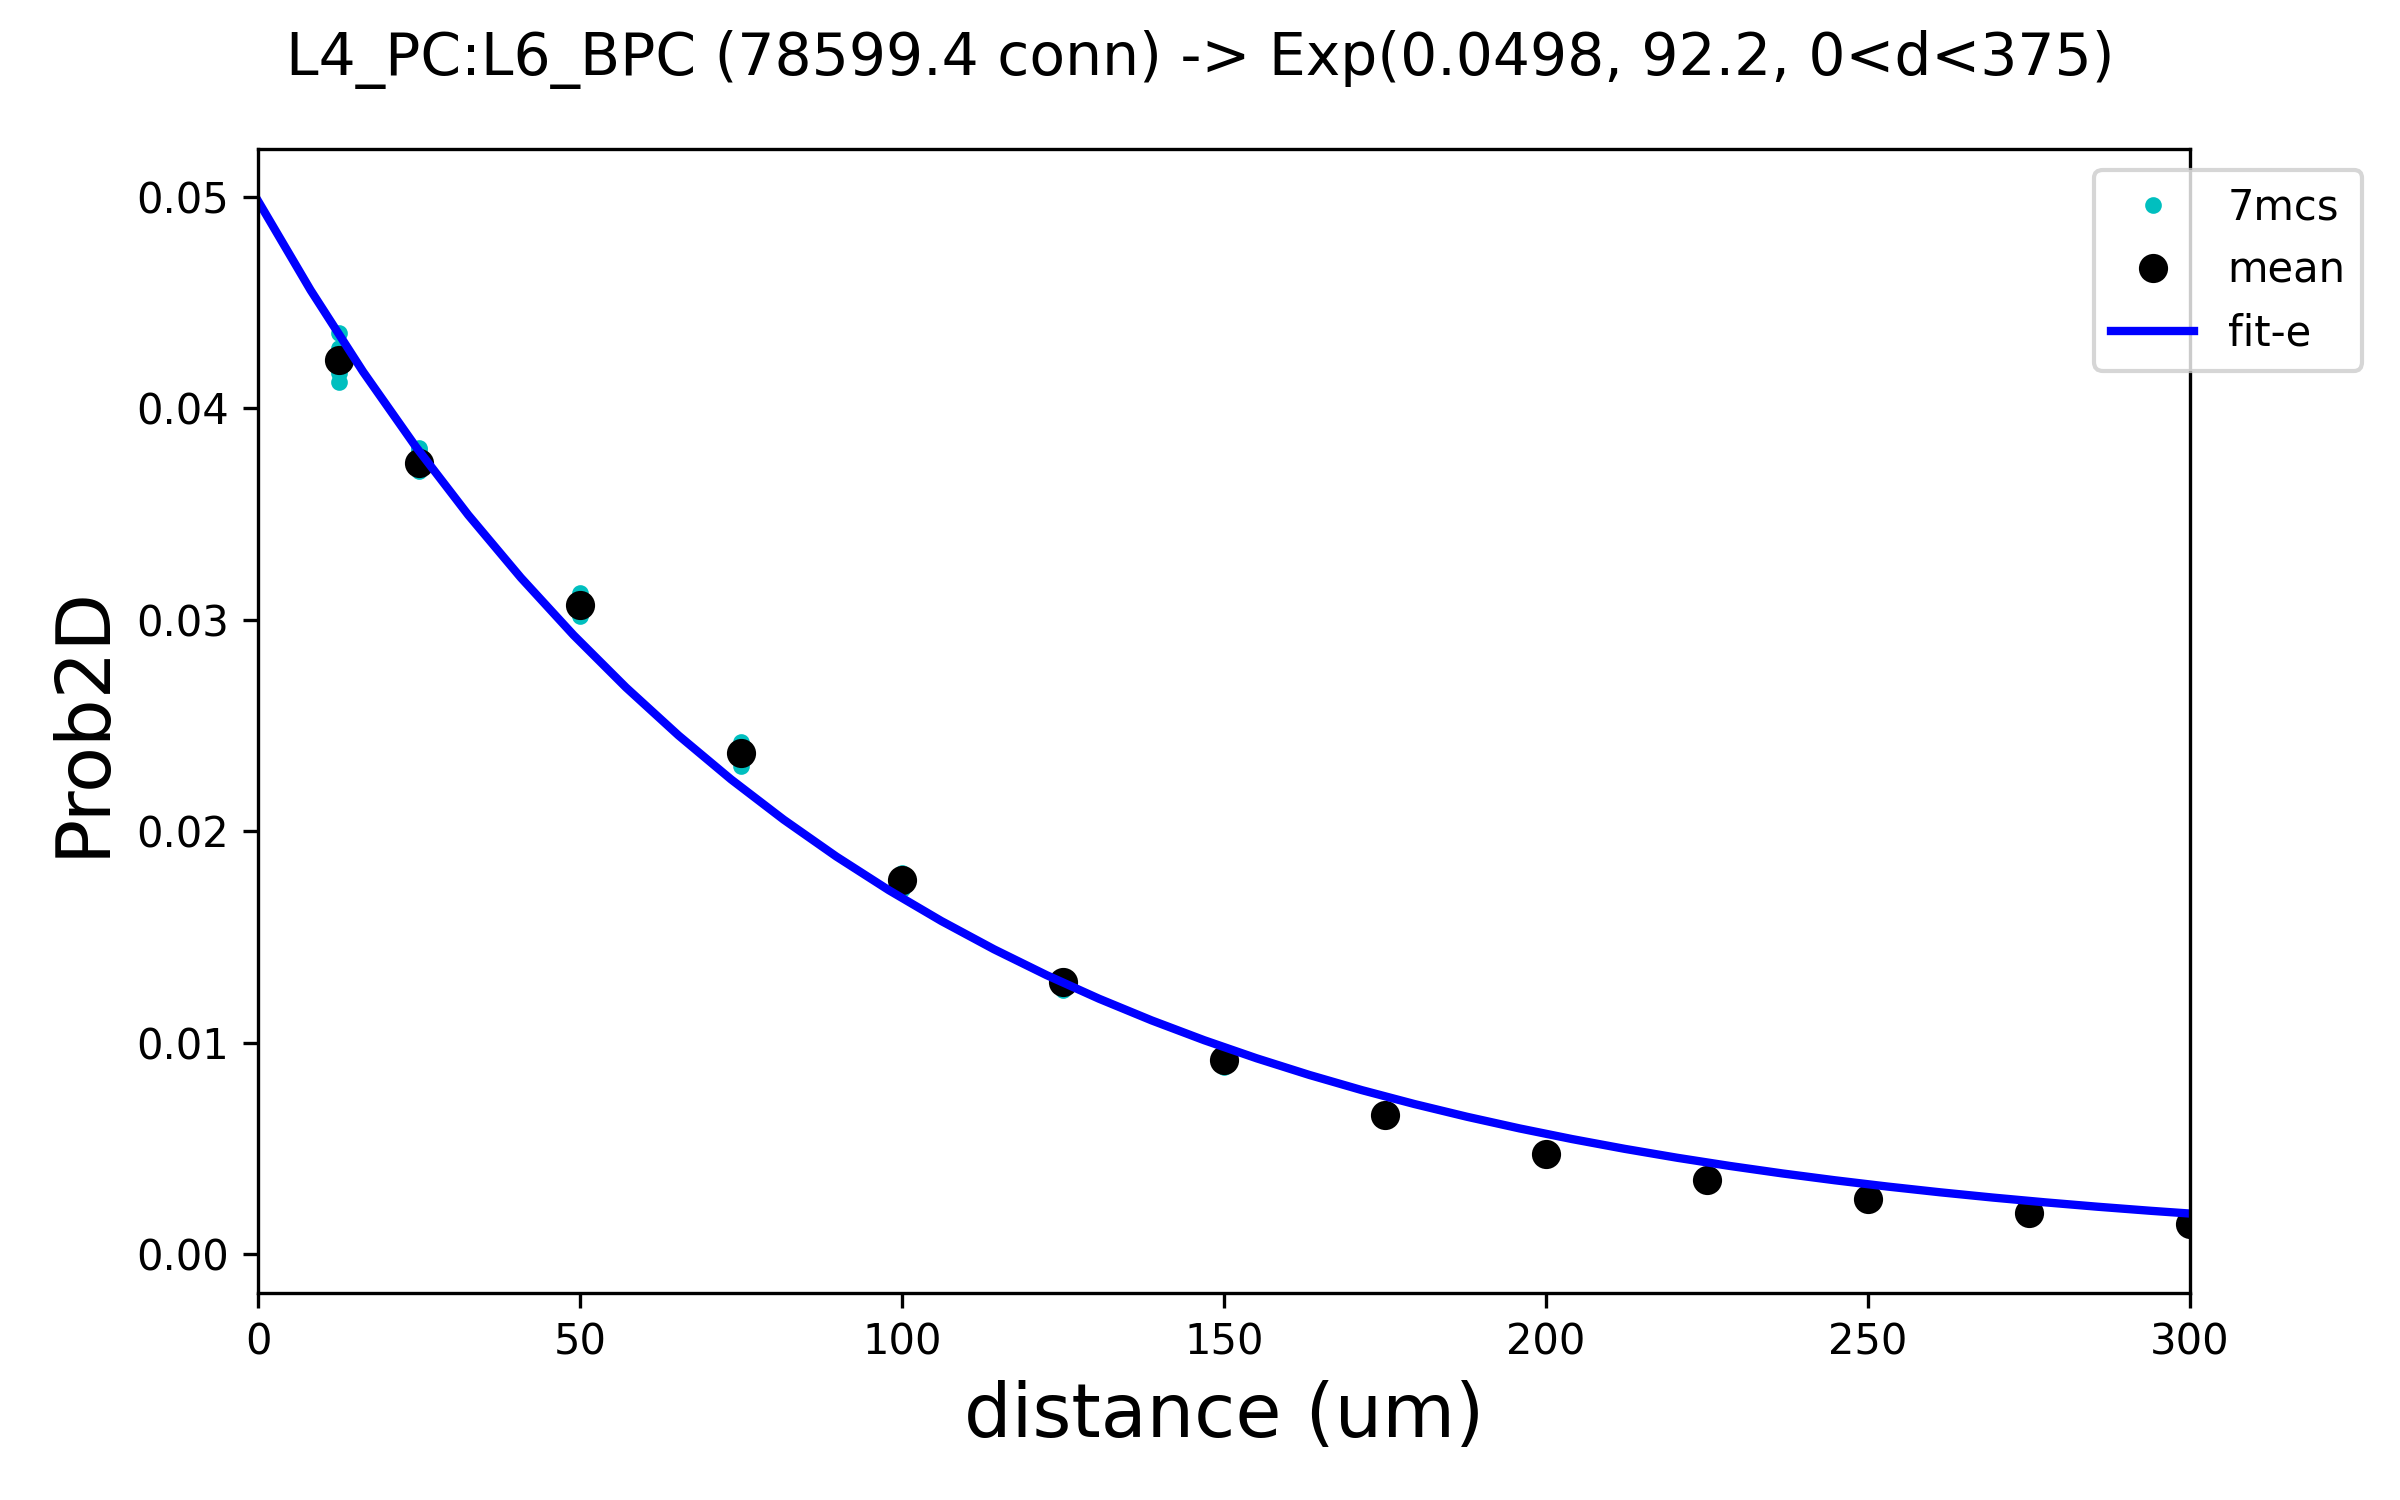 L4_PC:L6_BPC (78599.4 conn) -> Exp(0.0498, 92.2, 0<d<375)
7mcs
mean
fit-e
Prob2D
0.05
0.04
0.03
0.02
0.01
0.00
0 50 100 150 200 250 300
distance (um)